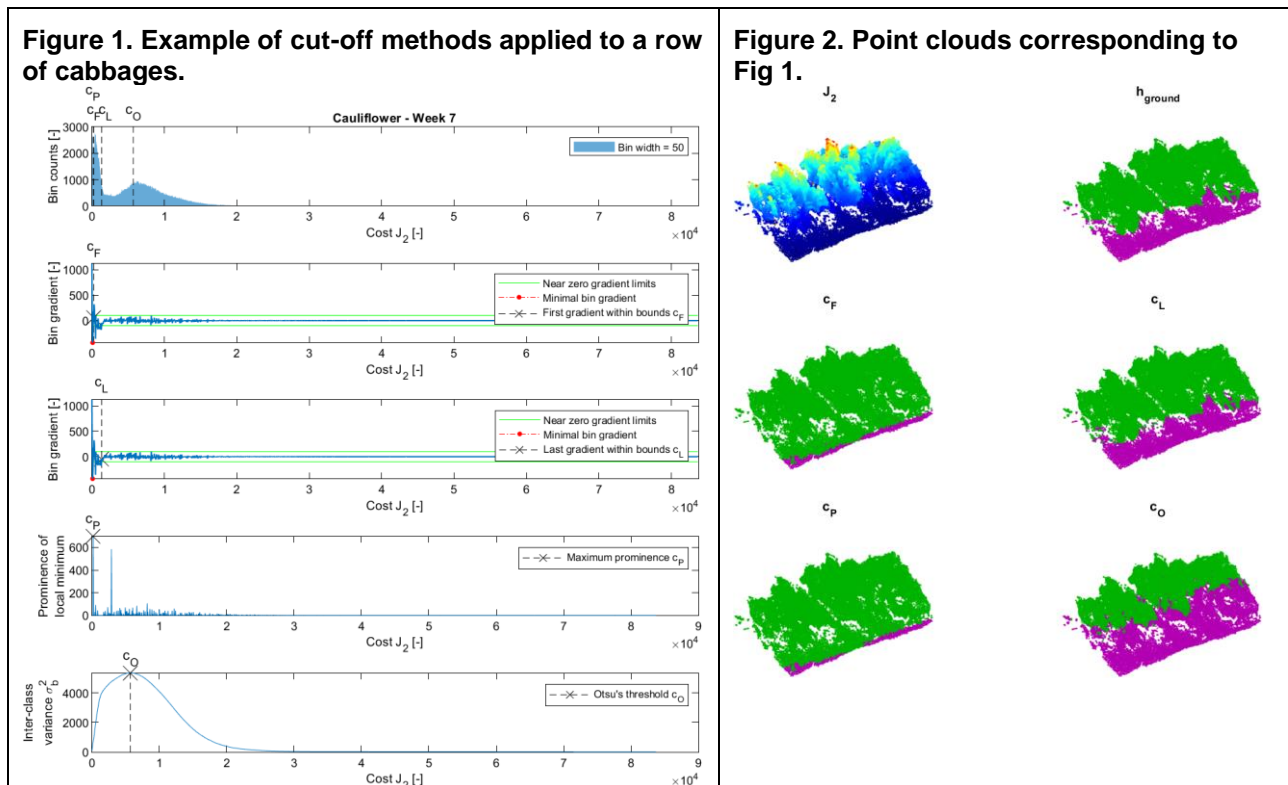 Figure 1. Example of cut-off methods applied to a row
of cabbages.
c_P
c_F c_L c_O
Cauliflower - Week 7
Bin counts [-]
3000
2000
1000
0
Bin width = 50
0 1 2 3 4 5 6 7 8
×10^4
Cost J_2 [-]
c_F
Bin gradient [-]
1000
500
0
Near zero gradient limits
Minimal bin gradient
First gradient within bounds c_F
0 1 2 3 4 5 6 7 8
×10^4
Cost J_2 [-]
c_L
Bin gradient [-]
1000
500
0
Near zero gradient limits
Minimal bin gradient
Last gradient within bounds c_L
0 1 2 3 4 5 6 7 8
×10^4
Cost J_2 [-]
c_P
Prominence of
local minimum
600
400
200
0
Maximum prominence c_P
0 1 2 3 4 5 6 7 8 9
×10^4
Cost J_2 [-]
c_O
Inter-class
variance σ_b^2
4000
2000
0
Otsu's threshold c_O
0 1 2 3 4 5 6 7 8 9
×10^4
Cost J_2 [-]
Figure 2. Point clouds corresponding to
Fig 1.
J_2
h_ground
c_F
c_L
c_P
c_O